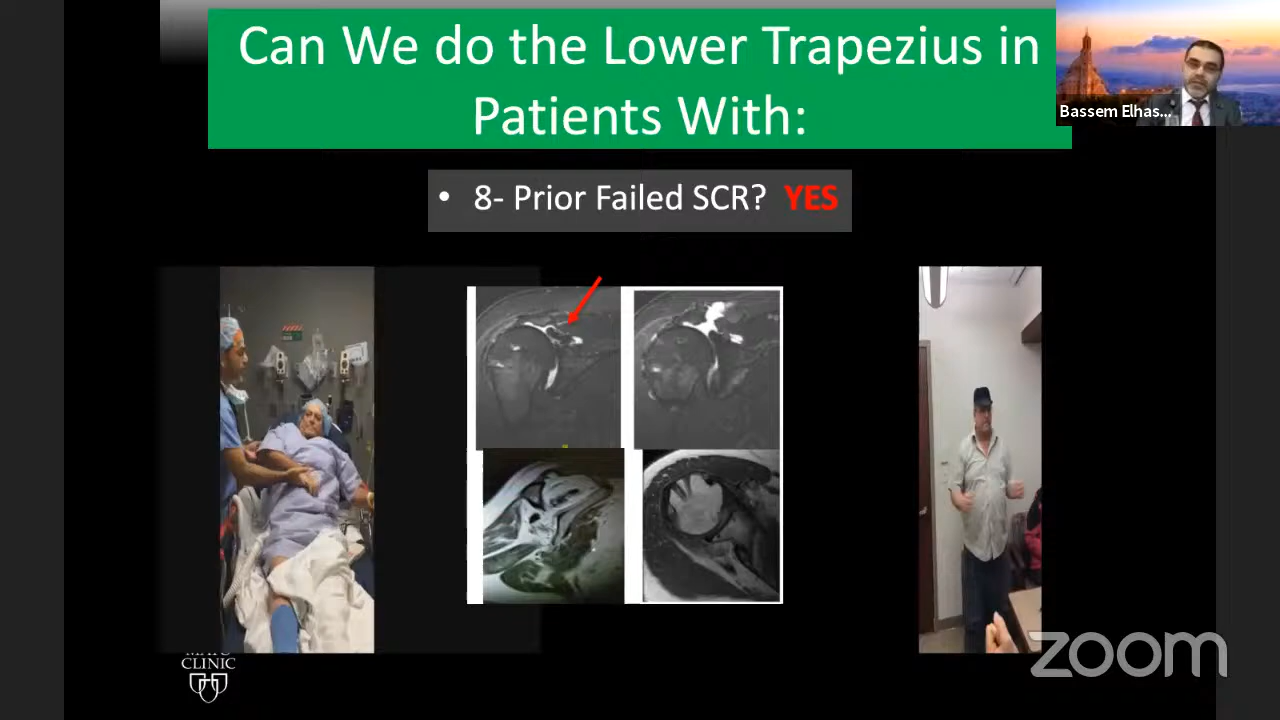 Can We do the Lower Trapezius in
Patients With:
Bassem Elhas...
• 8- Prior Failed SCR? YES
MAYO
CLINIC
zoom